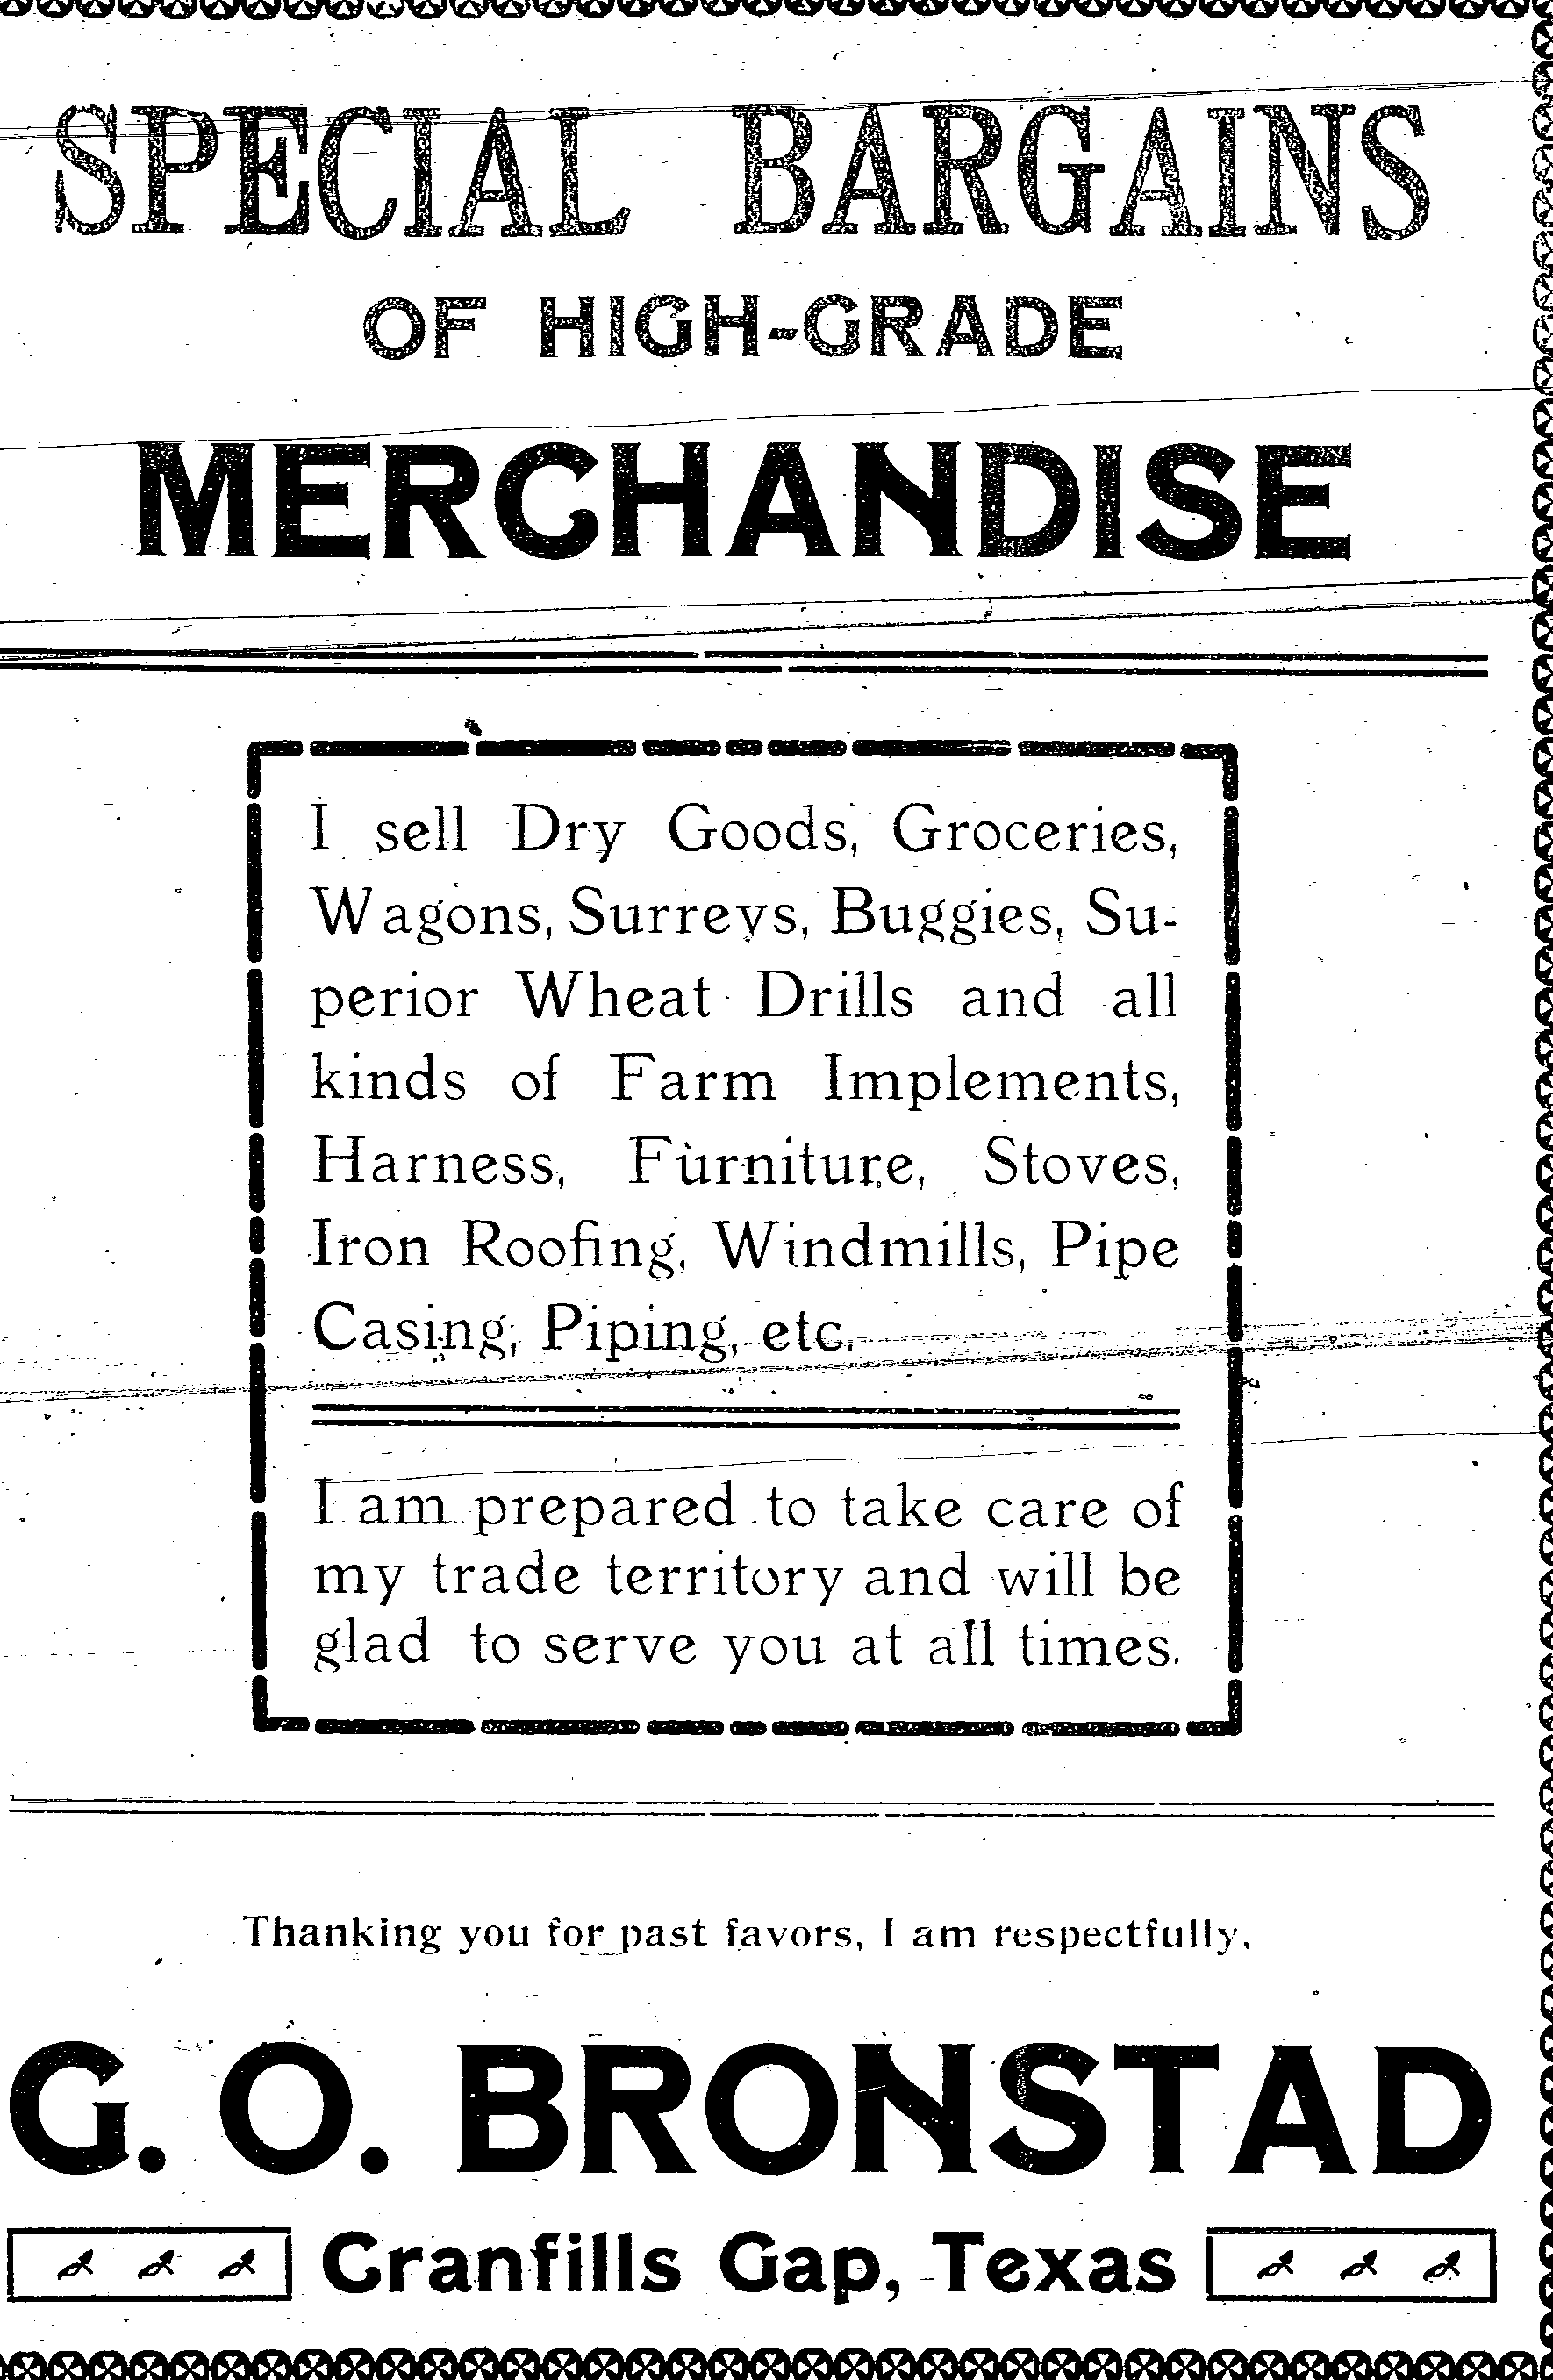 SPECIAL BARGAINS
OF HIGH-GRADE
MERCHANDISE
I sell Dry Goods, Groceries,
Wagons, Surreys, Buggies, Su-
perior Wheat Drills and all
kinds of Farm Implements,
Harness, Furniture, Stoves,
Iron Roofing, Windmills, Pipe
Casing, Piping, etc.
I am prepared to take care of
my trade territory and will be
glad to serve you at all times.
Thanking you for past favors, I am respectfully,
G. O. BRONSTAD
Cranfills Gap, Texas